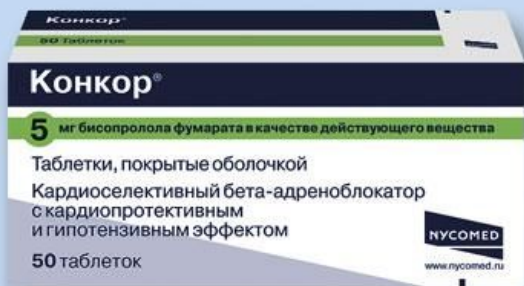 Конкор®
50 Таблеток
Конкор®
5 мг бисопролола фумарата в качестве действующего вещества
Таблетки, покрытые оболочкой
Кардиоселективный бета-адреноблокатор
с кардиопротективным
и гипотензивным эффектом
NYCOMED
50 таблеток
www.nycomed.ru